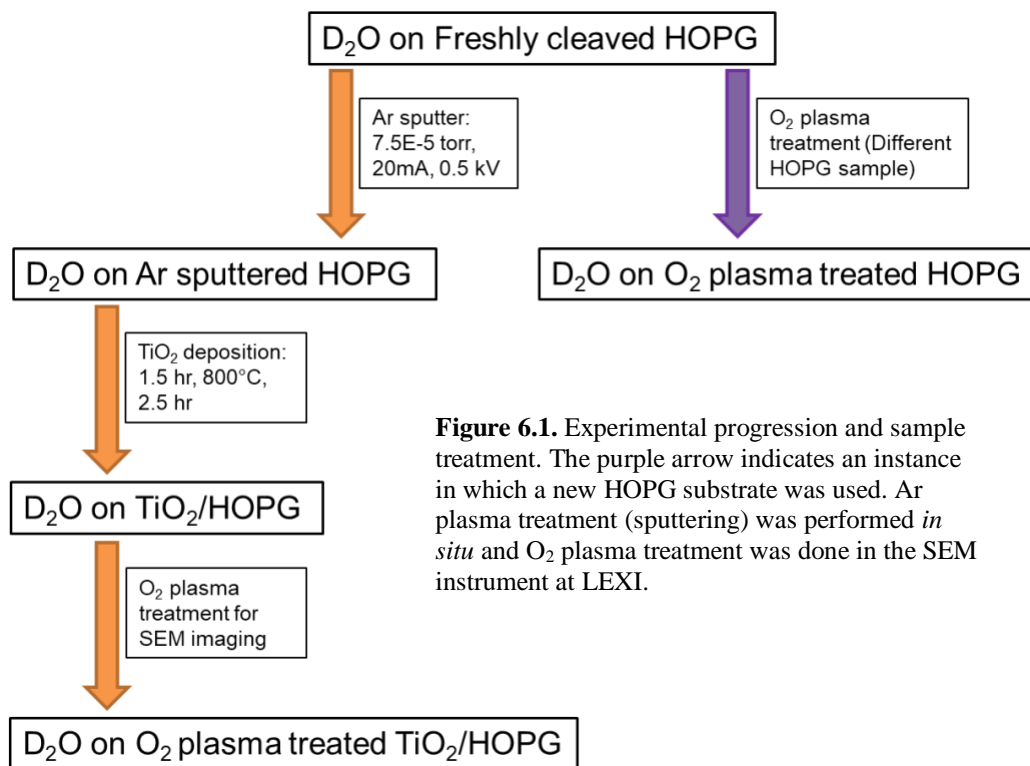 D₂O on Freshly cleaved HOPG
Ar sputter:
7.5E-5 torr,
20mA, 0.5 kV
O₂ plasma
treatment (Different
HOPG sample)
D₂O on Ar sputtered HOPG
D₂O on O₂ plasma treated HOPG
TiO₂ deposition:
1.5 hr, 800°C,
2.5 hr
Figure 6.1. Experimental progression and sample
treatment. The purple arrow indicates an instance
in which a new HOPG substrate was used. Ar
plasma treatment (sputtering) was performed in
situ and O₂ plasma treatment was done in the SEM
instrument at LEXI.
D₂O on TiO₂/HOPG
O₂ plasma
treatment for
SEM imaging
D₂O on O₂ plasma treated TiO₂/HOPG